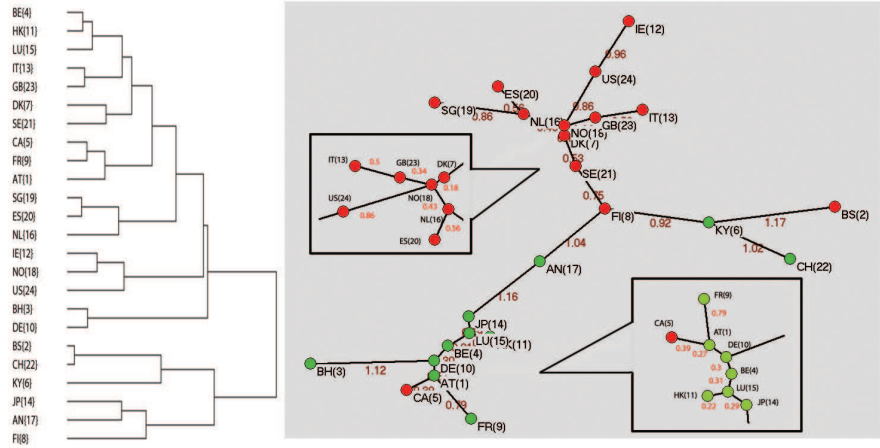 BE(4)
HK(11)
LU(15)
IT(13)
GB(23)
DK(7)
SE(21)
CA(5)
FR(9)
AT(1)
SG(19)
ES(20)
NL(16)
IE(12)
NO(18)
US(24)
BH(3)
DE(10)
BS(2)
CH(22)
KY(6)
JP(14)
AN(17)
FI(8)
IE(12)
0.96
US(24)
ES(20)
SG(19)
0.86
NL(16)
0.86
GB(23)
IT(13)
NO(18)
DK(7)
0.53
SE(21)
0.75
FI(8)
0.92
KY(6)
1.17
BS(2)
1.02
CH(22)
1.04
AN(17)
1.16
JP(14)
LU(15)
BE(4)
DE(10)
AT(1)
BH(3)
1.12
CA(5)
0.79
FR(9)
IT(13)
0.5
GB(23)
0.34
DK(7)
0.18
NO(18)
US(24)
0.86
0.43
NL(16)
0.56
ES(20)
FR(9)
0.79
CA(5)
AT(1)
0.39
0.27
DE(10)
0.3
BE(4)
0.31
LU(15)
HK(11)
0.22
0.29
JP(14)